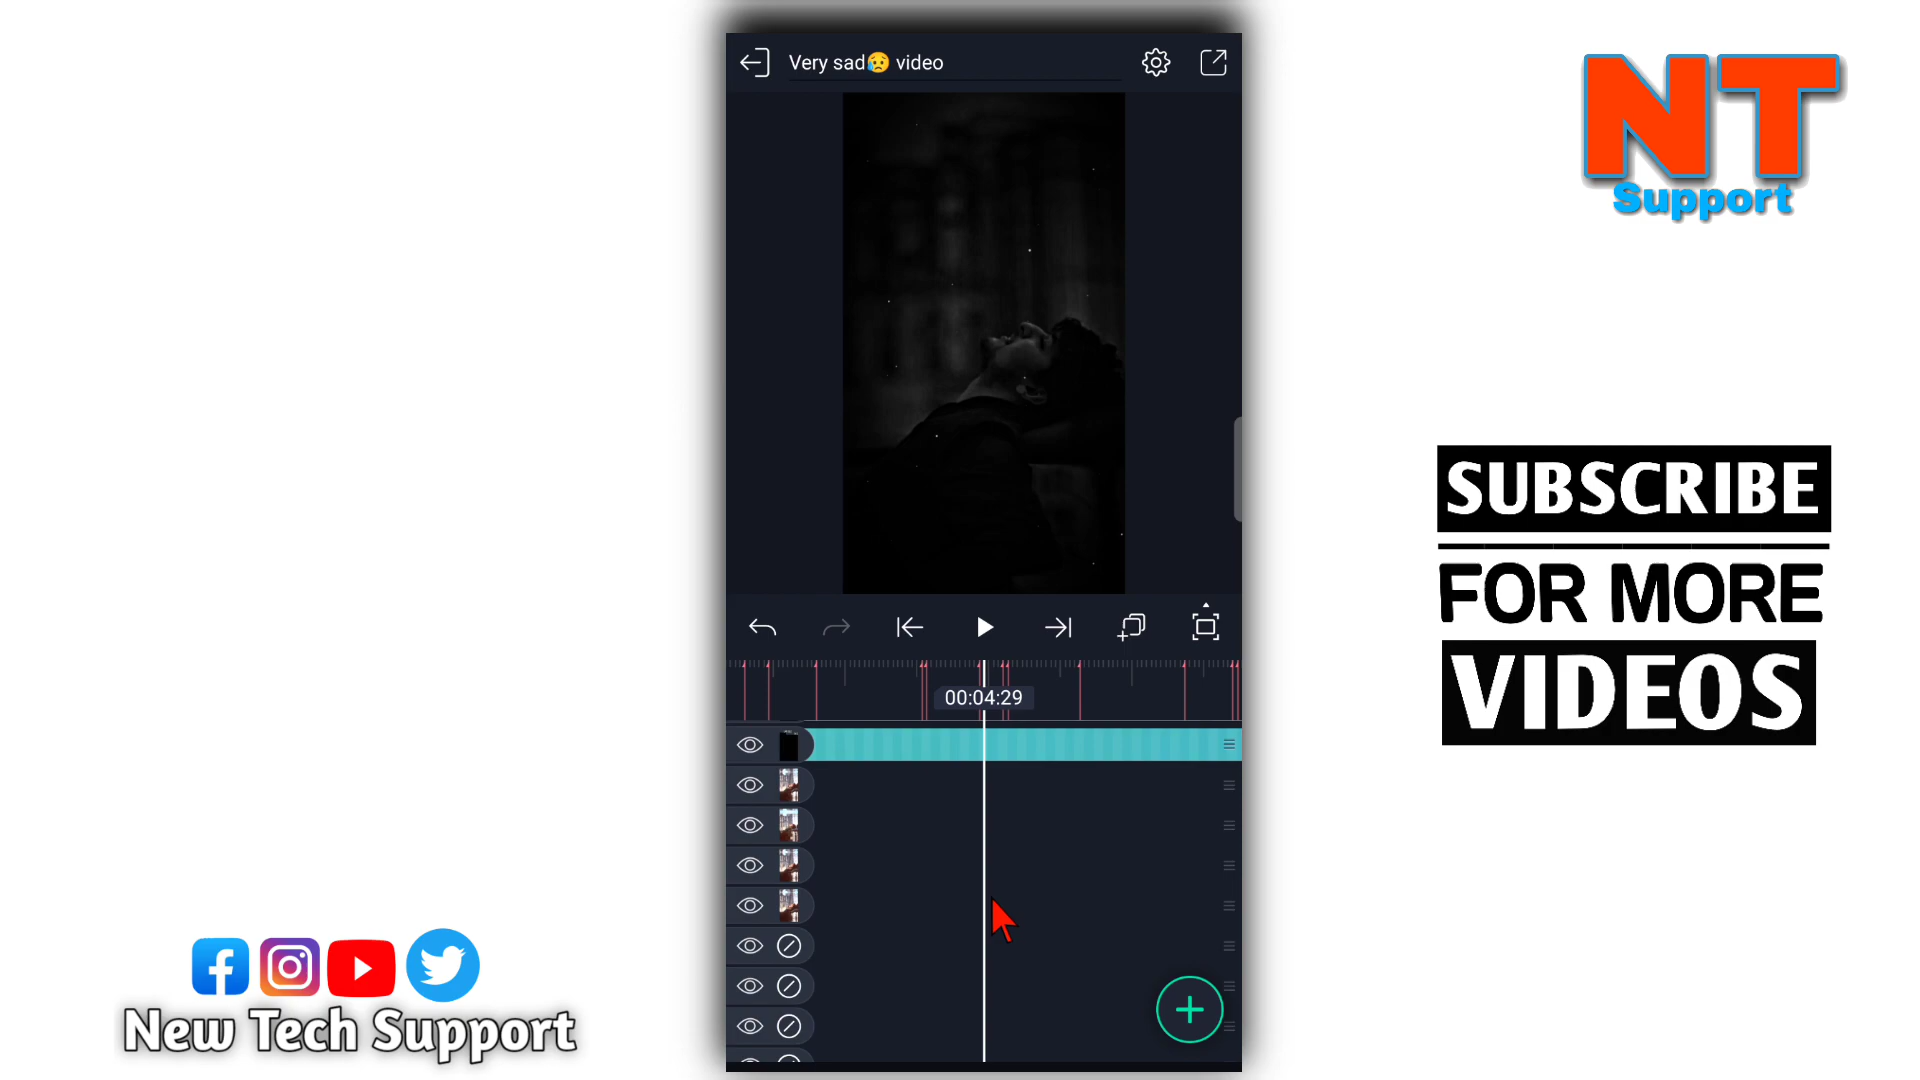 Very sad😥 video
NT
Support
00:04:29
SUBSCRIBE
FOR MORE
VIDEOS
New Tech Support